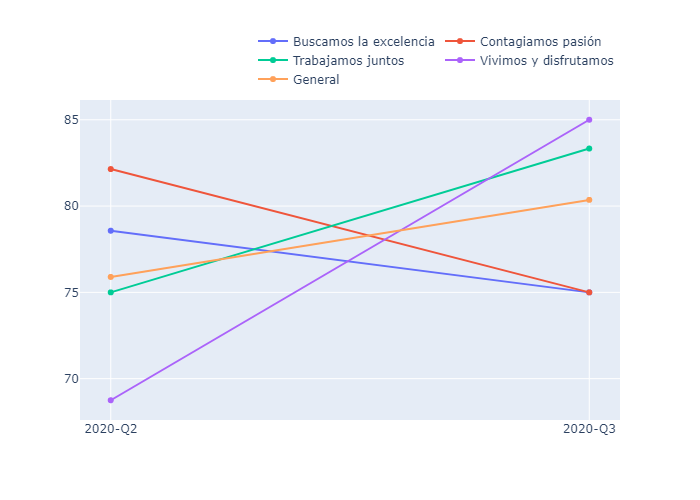 Buscamos la excelencia Contagiamos pasión
Trabajamos juntos Vivimos y disfrutamos
General
85
80
75
70
2020-Q2 2020-Q3